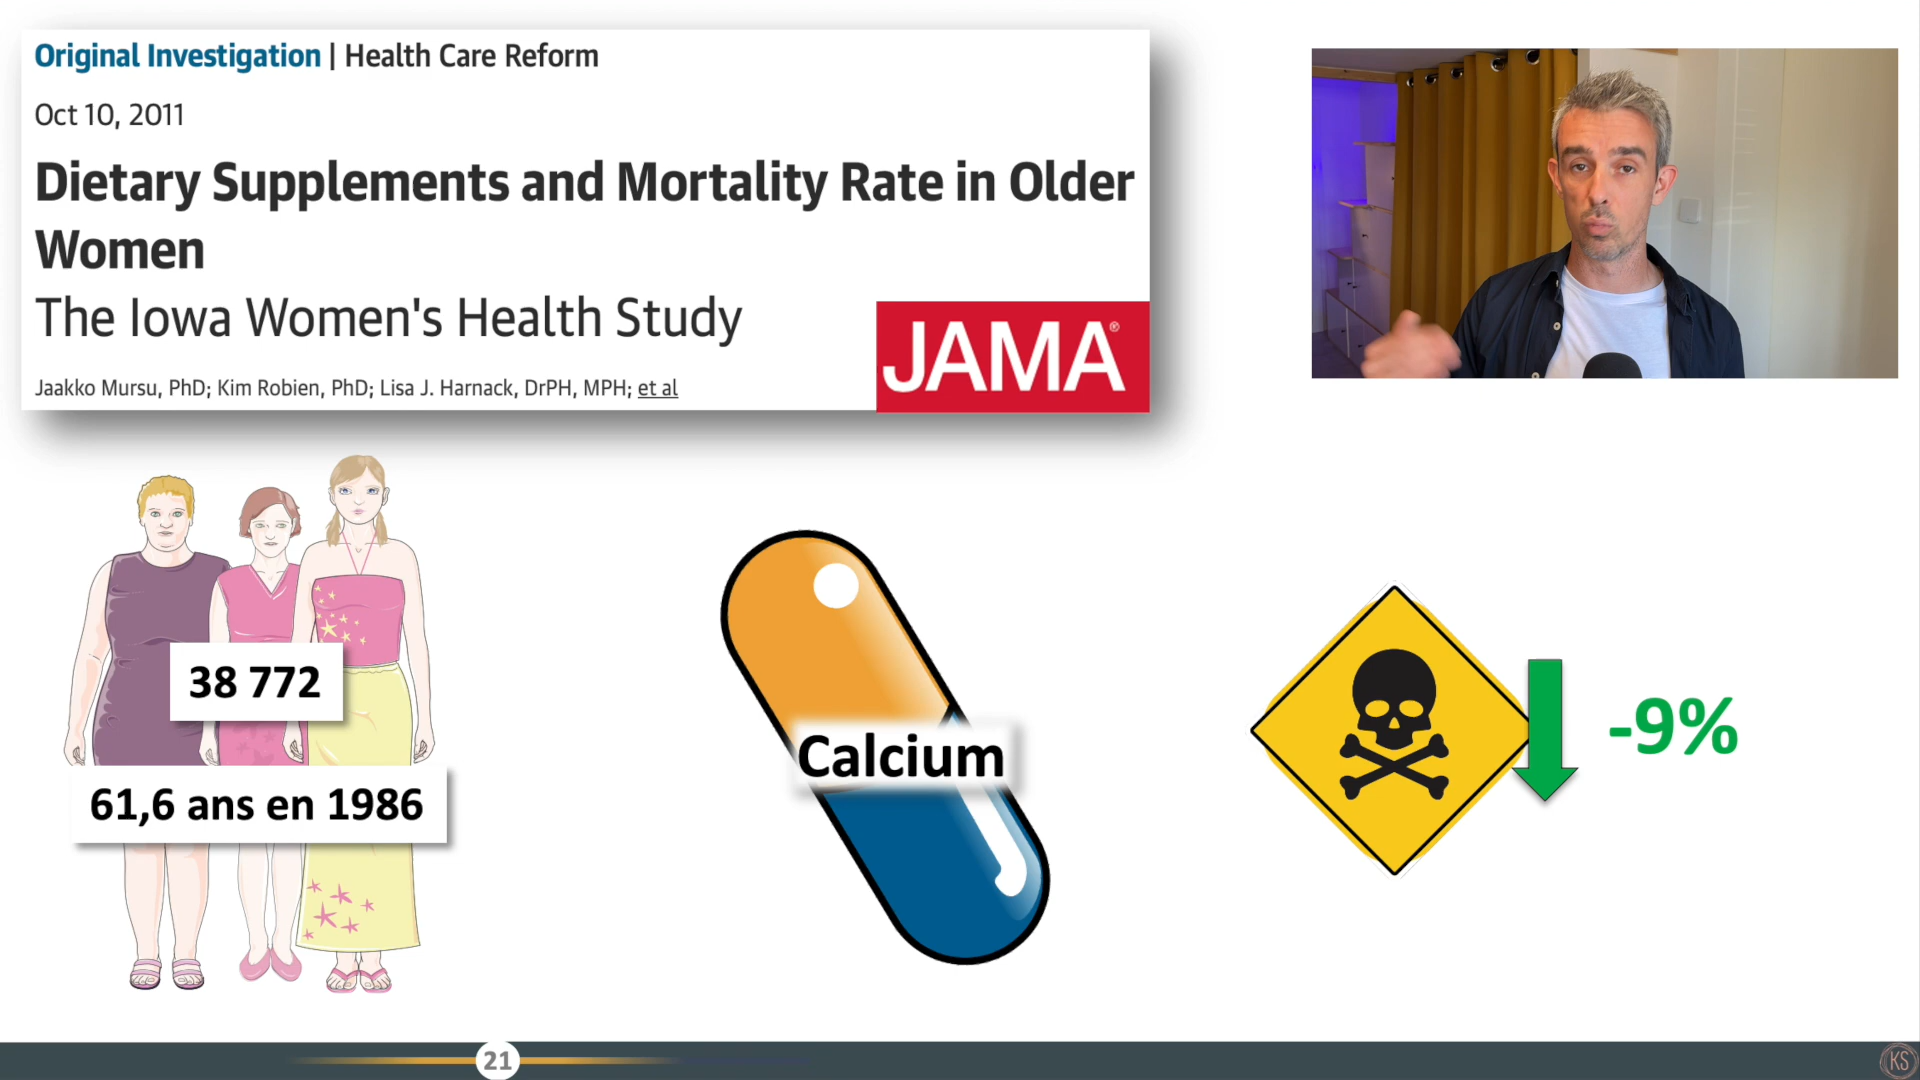 Original Investigation | Health Care Reform
Oct 10, 2011
Dietary Supplements and Mortality Rate in Older
Women
The Iowa Women's Health Study
Jaakko Mursu, PhD; Kim Robien, PhD; Lisa J. Harnack, DrPH, MPH; et al
JAMA®
38 772
61,6 ans en 1986
Calcium
-9%
21
KS